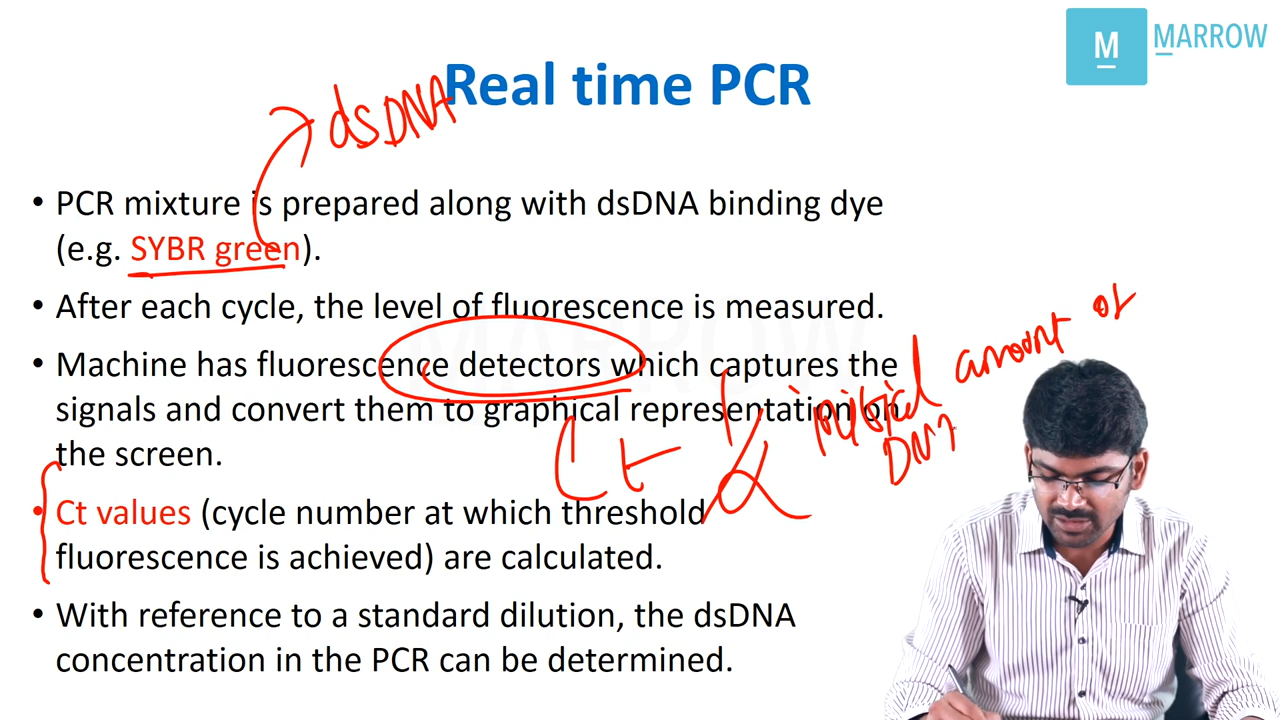 M MARROW
Real time PCR
dsDNA
• PCR mixture is prepared along with dsDNA binding dye
(e.g. SYBR green).
• After each cycle, the level of fluorescence is measured.
• Machine has fluorescence detectors which captures the
signals and convert them to graphical representation on
the screen.
Ct
initial amount of
DNA
• Ct values (cycle number at which threshold
fluorescence is achieved) are calculated.
• With reference to a standard dilution, the dsDNA
concentration in the PCR can be determined.